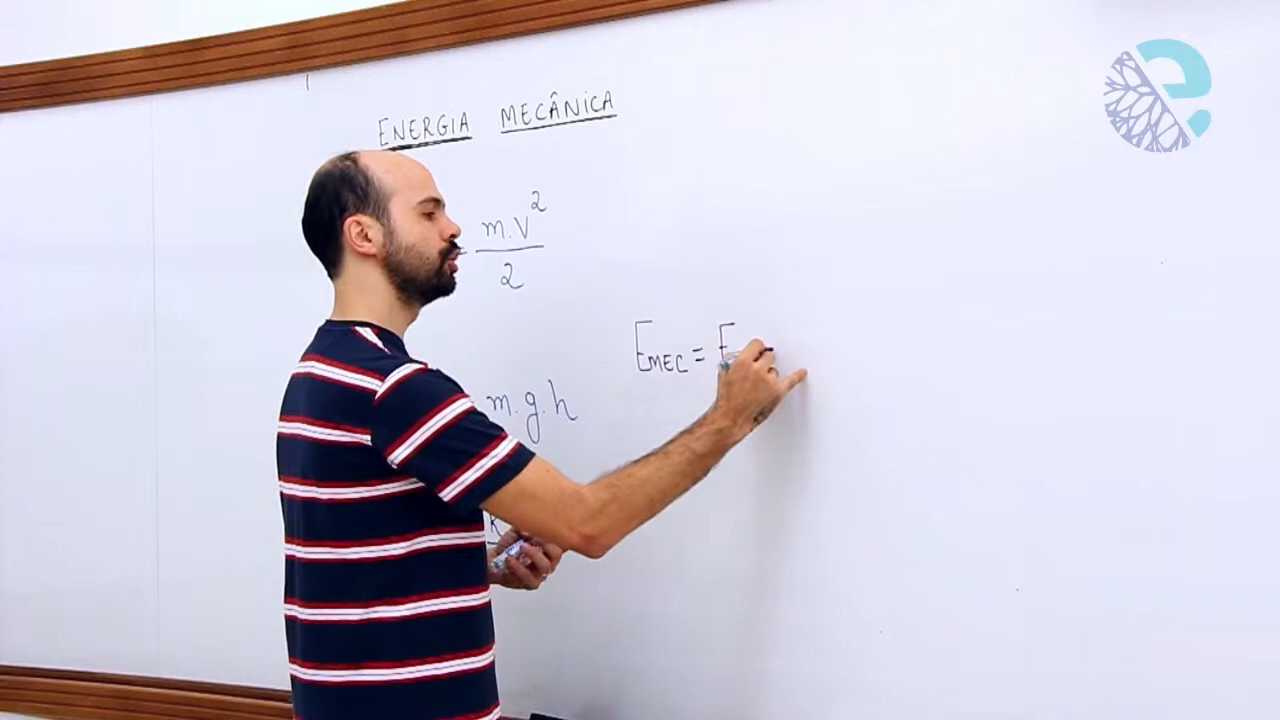 ENERGIA MECÂNICA
= m.V²
2
EMEC = E
m.g.h
K